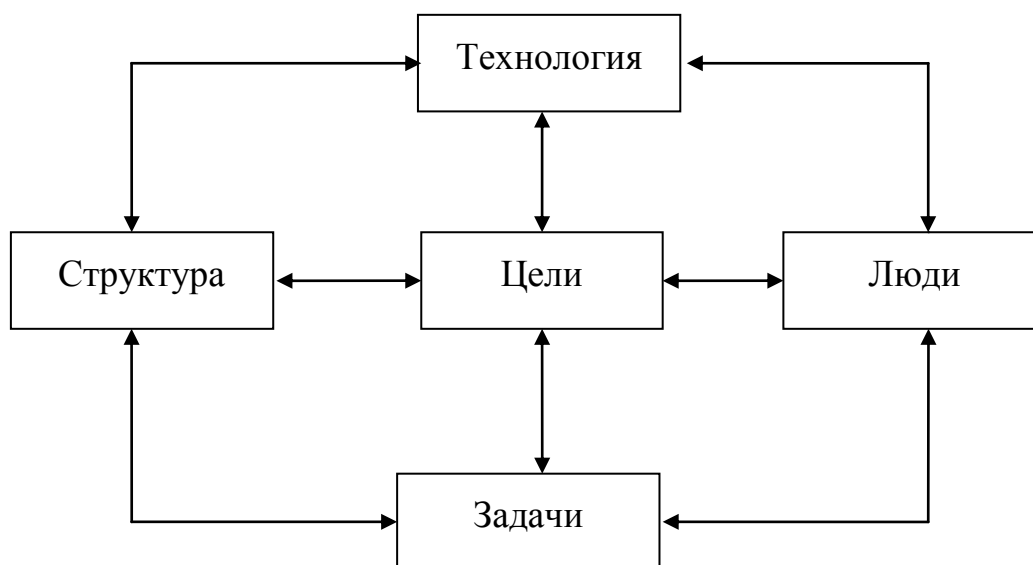 Технология
Структура
Цели
Люди
Задачи